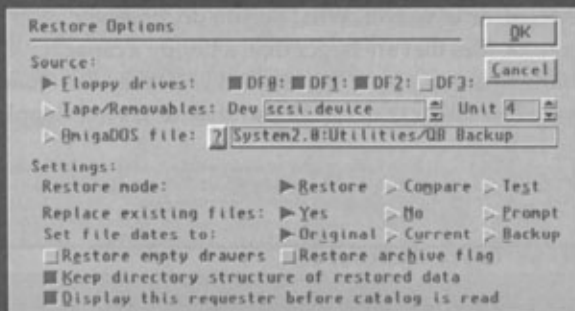 Restore Options
OK
Source:
Cancel
Floppy drives: DF0: DF1: DF2: DF3:
Tape/Removables: Dev scsi.device Unit 4
AmigaDOS file: ? System2.0:Utilities/QB Backup
Settings:
Restore mode: Restore Compare Test
Replace existing files: Yes No Prompt
Set file dates to: Original Current Backup
Restore empty drawers Restore archive flag
Keep directory structure of restored data
Display this requester before catalog is read